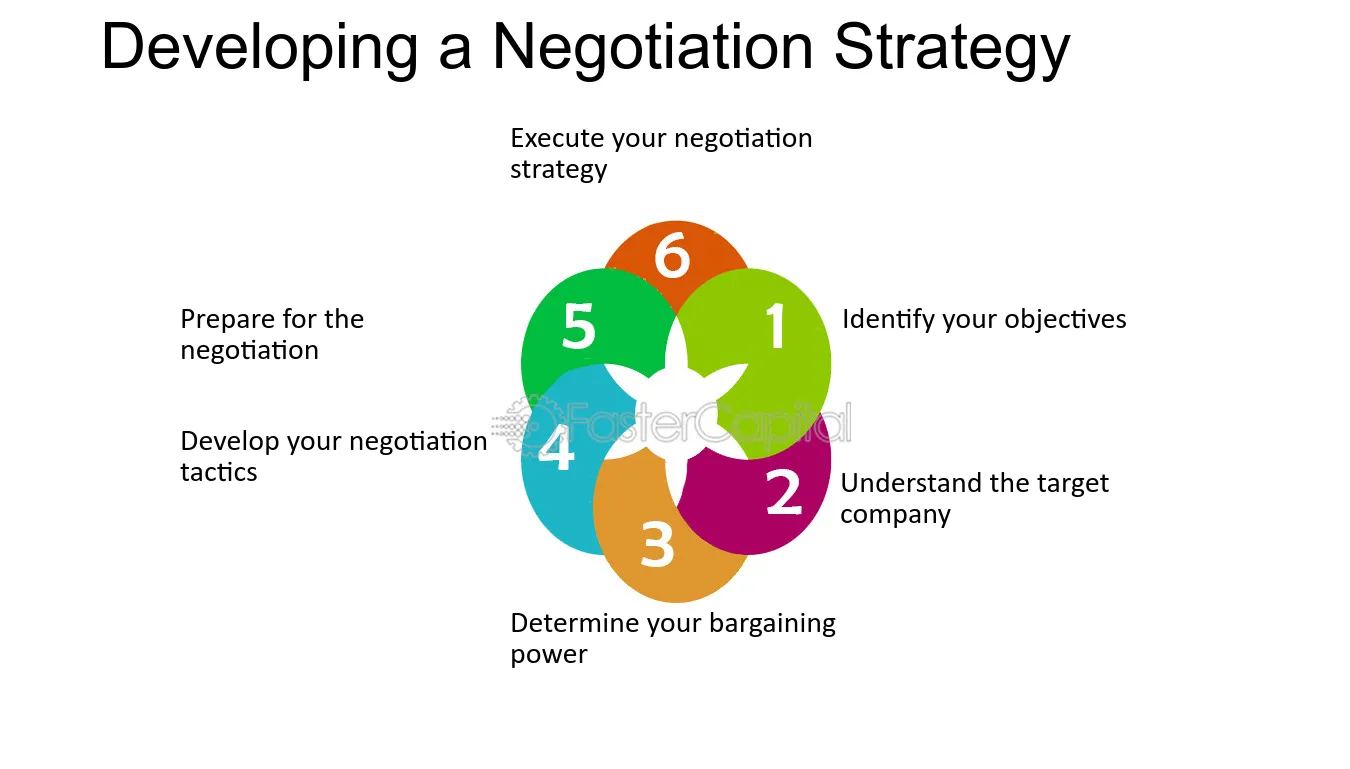 Developing a Negotiation Strategy
Execute your negotiation
strategy
6
5
1
Prepare for the
negotiation
Identify your objectives
FasterCapital
Develop your negotiation
tactics
4
2
Understand the target
company
3
Determine your bargaining
power